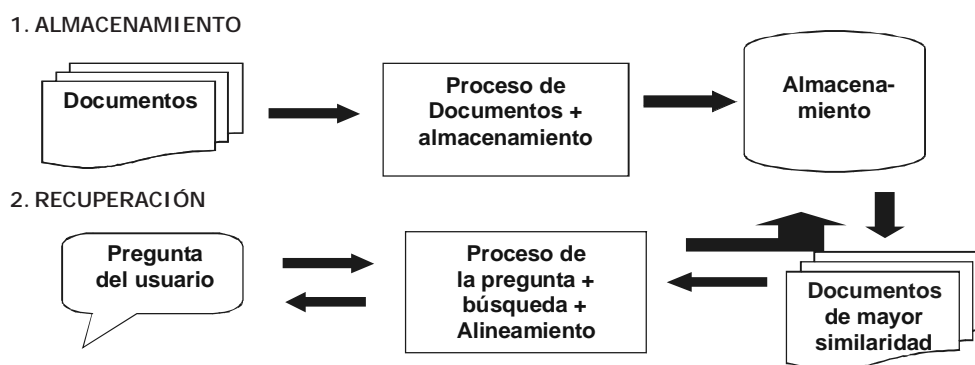 1. ALMACENAMIENTO
Documentos
Proceso de
Documentos +
almacenamiento
Almacena-
miento
2. RECUPERACIÓN
Pregunta
del usuario
Proceso de
la pregunta +
búsqueda +
Alineamiento
Documentos
de mayor
similaridad